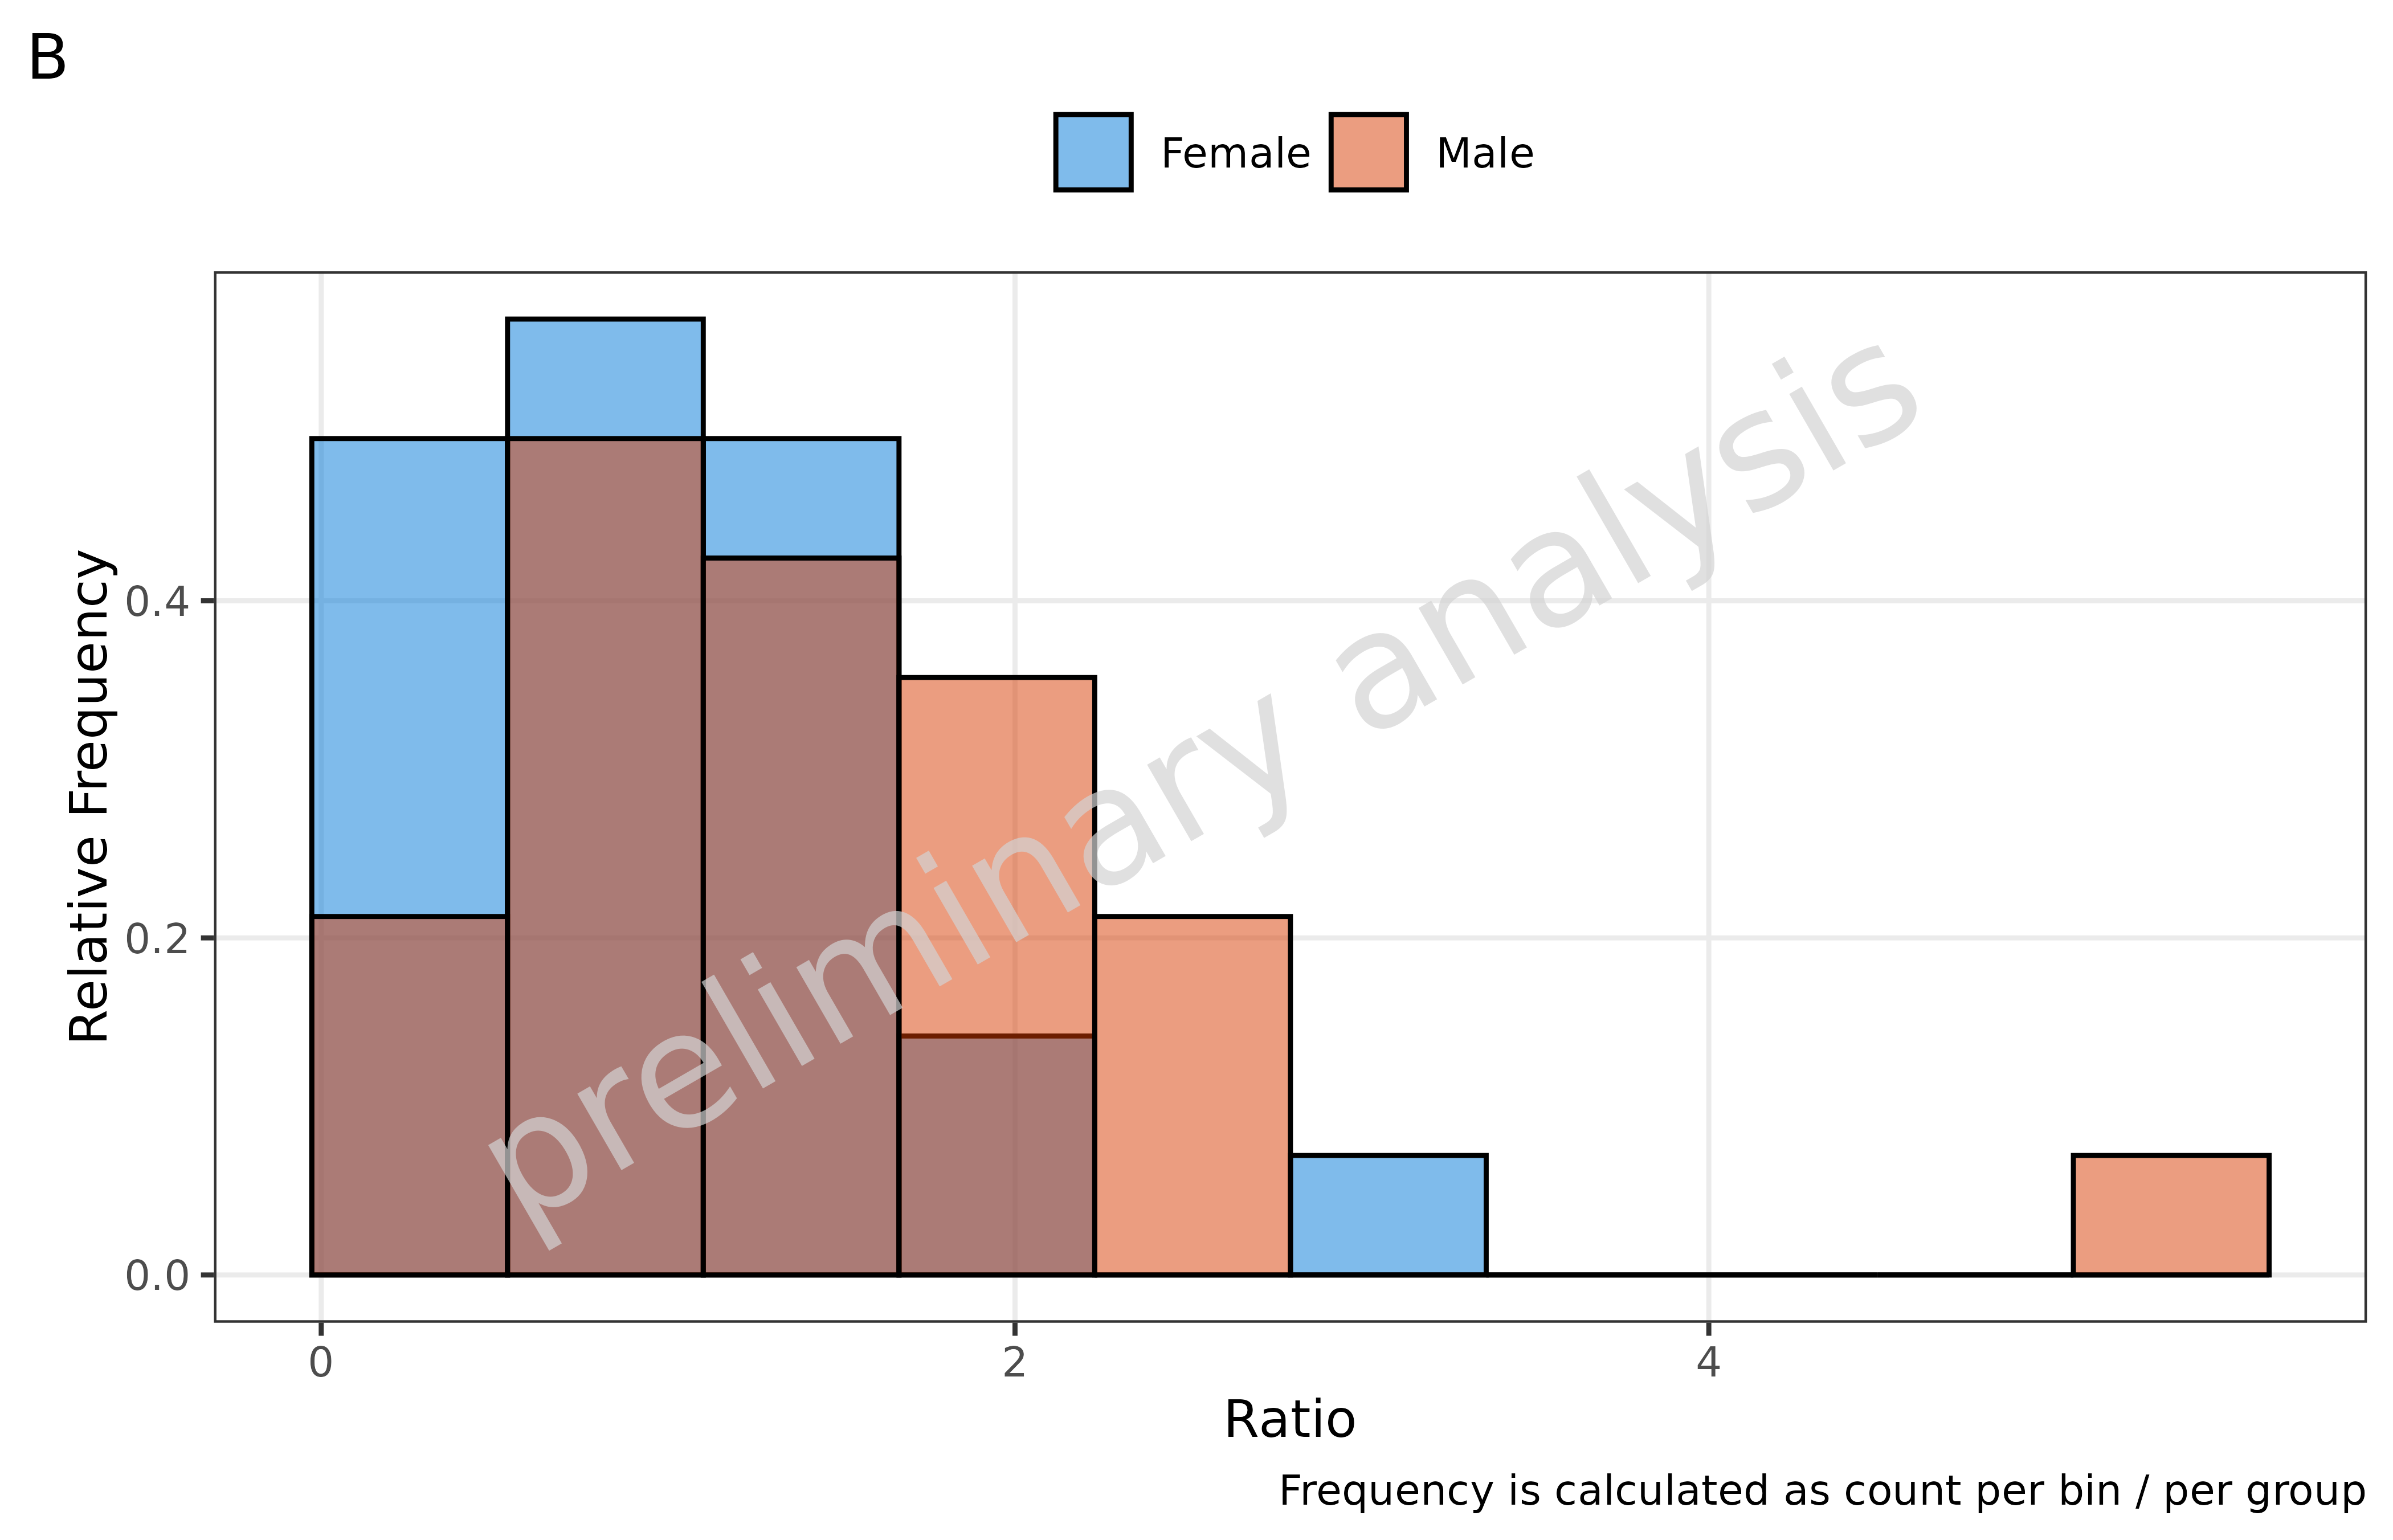 B
Female Male
preliminary analysis
Relative Frequency
0.4
0.2
0.0
0 2 4
Ratio
Frequency is calculated as count per bin / per group